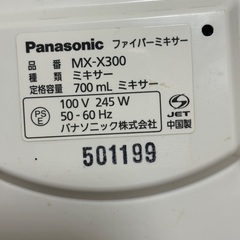 Panasonic ファイバーミキサー
品 番 MX-X300
種 類 ミキサー
定格容量 700 mL ミキサー
PS
E
100 V 245 W
50 - 60 Hz
パナソニック株式会社
JET
中国製
501199